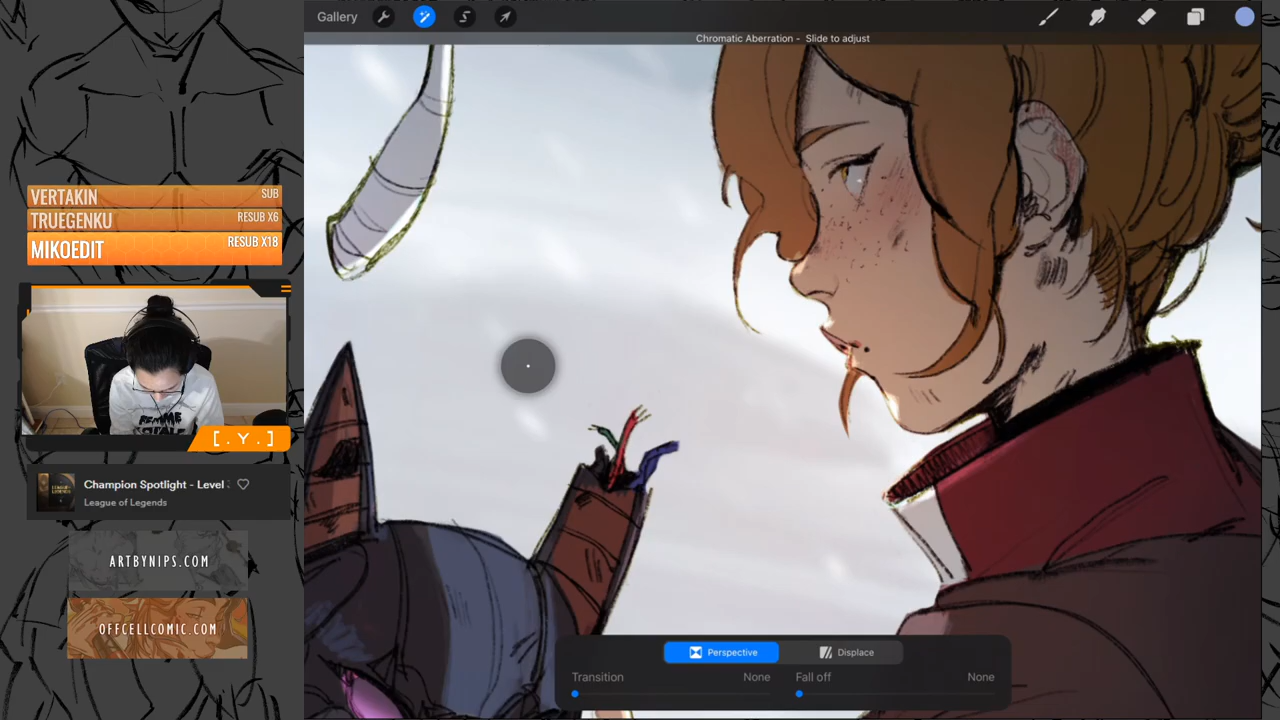 Gallery
Chromatic Aberration - Slide to adjust
VERTAKIN SUB
TRUEGENKU RESUB X6
MIKOEDIT RESUB X18
[ . Y . ]
Champion Spotlight - Level
League of Legends
ARTBYNIPS.COM
OFFCELLCOMIC.COM
Perspective Displace
Transition None Fall off None